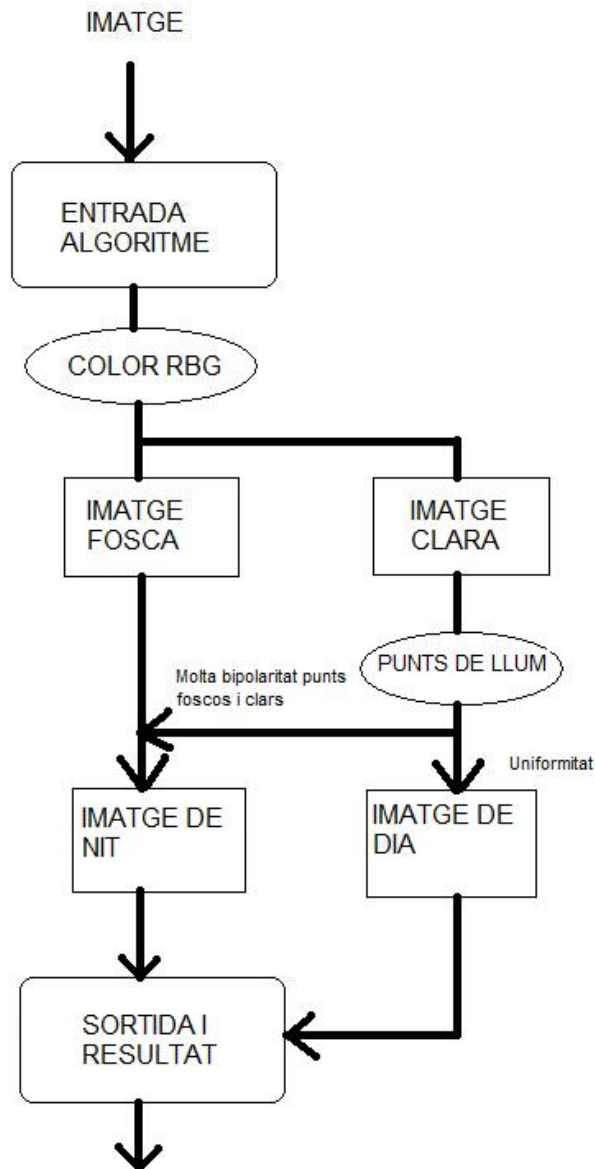 IMATGE
ENTRADA
ALGORITME
COLOR RBG
IMATGE
FOSCA
IMATGE
CLARA
PUNTS DE LLUM
Molta bipolaritat punts
foscos i clars
Uniformitat
IMATGE DE
NIT
IMATGE DE
DIA
SORTIDA I
RESULTAT